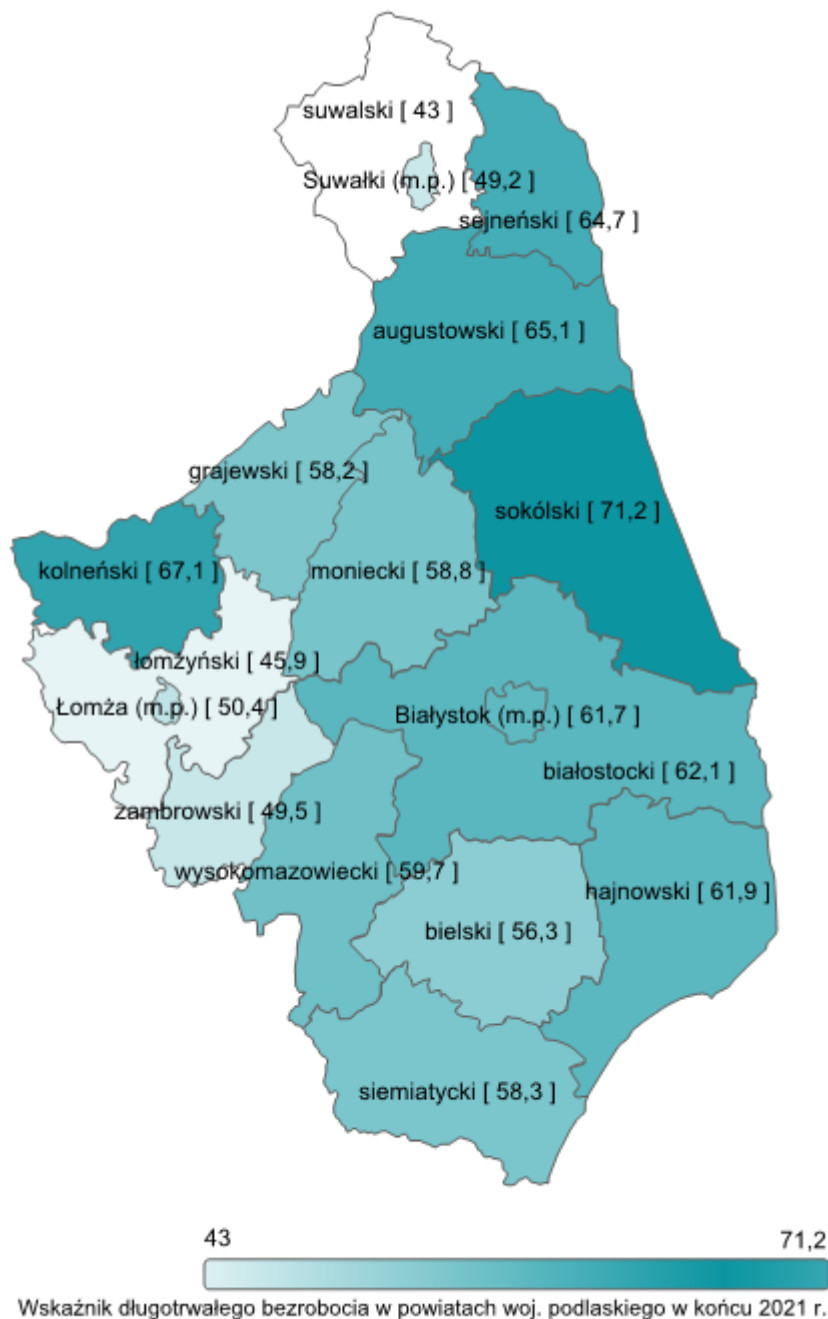 suwalski [ 43 ]
Suwałki (m.p.) [ 49,2 ]
sejneński [ 64,7 ]
augustowski [ 65,1 ]
grajewski [ 58,2 ]
sokólski [ 71,2 ]
kolneński [ 67,1 ]
moniecki [ 58,8 ]
łomżyński [ 45,9 ]
Łomża (m.p.) [ 50,4 ]
Białystok (m.p.) [ 61,7 ]
białostocki [ 62,1 ]
zambrowski [ 49,5 ]
wysokomazowiecki [ 59,7 ]
hajnowski [ 61,9 ]
bielski [ 56,3 ]
siemiatycki [ 58,3 ]
43
71,2
Wskaźnik długotrwałego bezrobocia w powiatach woj. podlaskiego w końcu 2021 r.